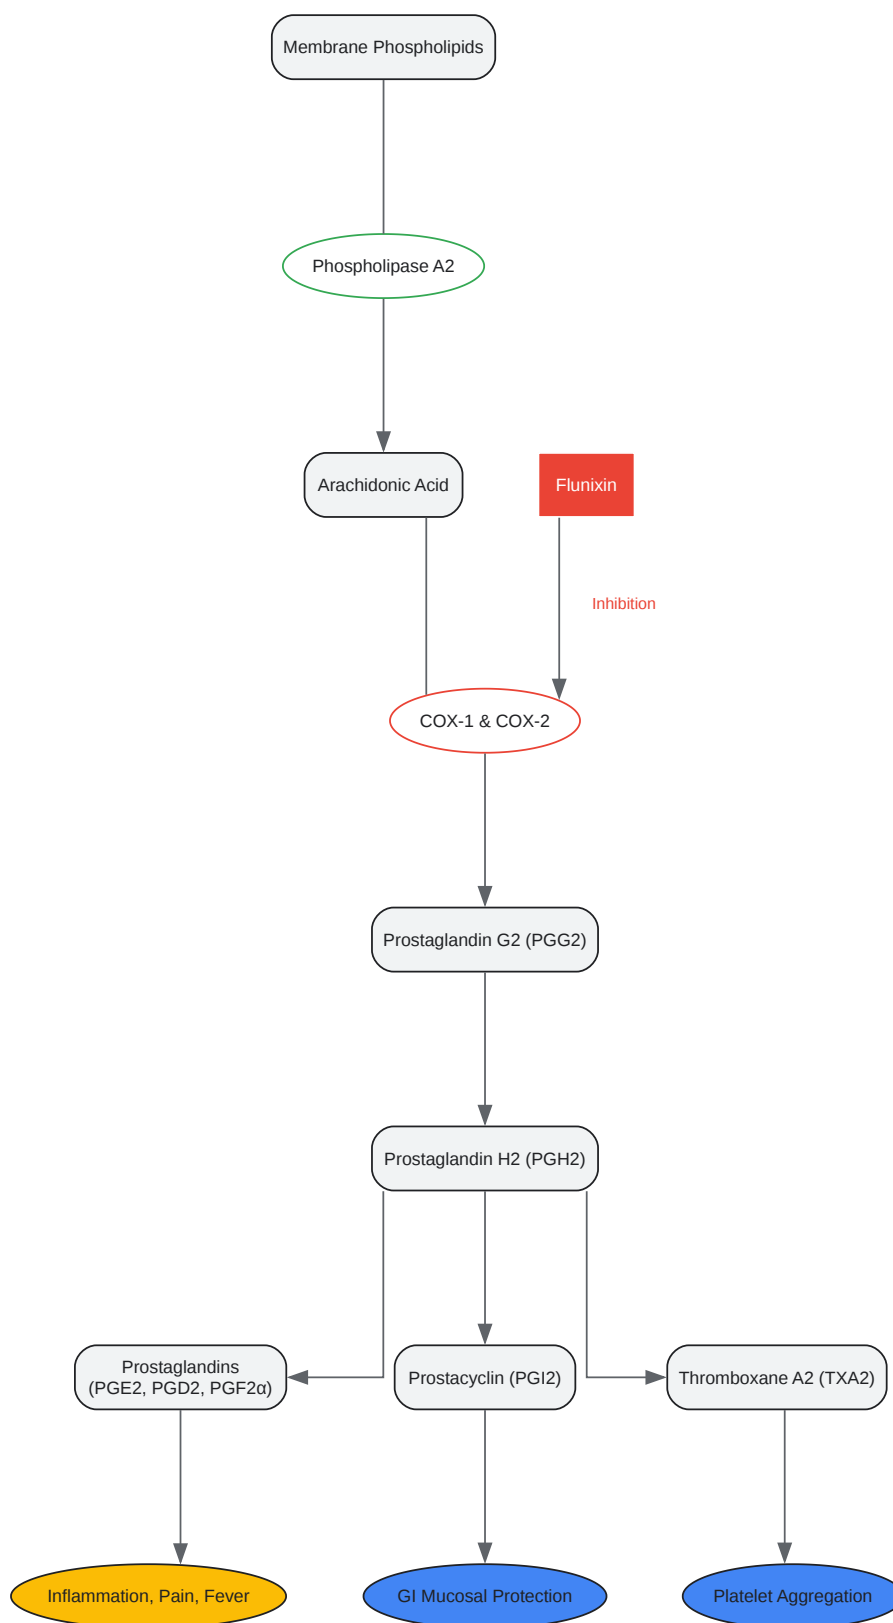 Membrane Phospholipids
Phospholipase A2
Arachidonic Acid
Flunixin
Inhibition
COX-1 & COX-2
Prostaglandin G2 (PGG2)
Prostaglandin H2 (PGH2)
Prostaglandins
(PGE2, PGD2, PGF2α)
Prostacyclin (PGI2)
Thromboxane A2 (TXA2)
Inflammation, Pain, Fever
GI Mucosal Protection
Platelet Aggregation